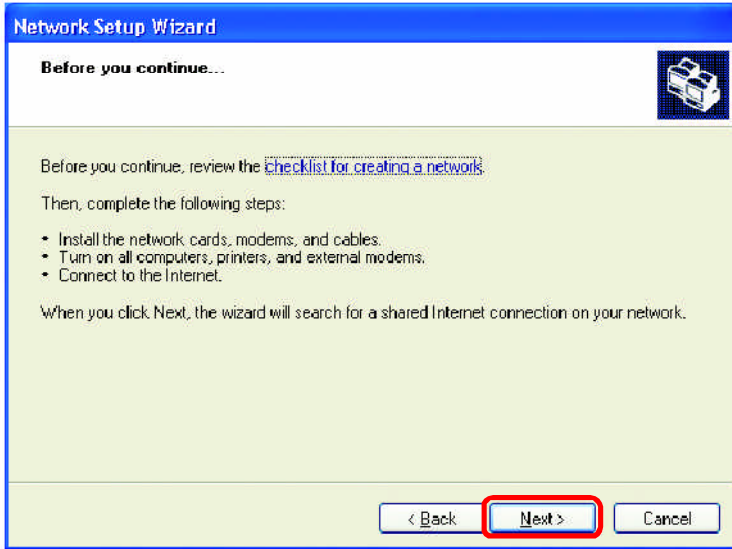 Network Setup Wizard
Before you continue...
Before you continue, review the checklist for creating a network.
Then, complete the following steps:
• Install the network cards, modems, and cables.
• Turn on all computers, printers, and external modems.
• Connect to the Internet.
When you click Next, the wizard will search for a shared Internet connection on your network.
< Back Next > Cancel